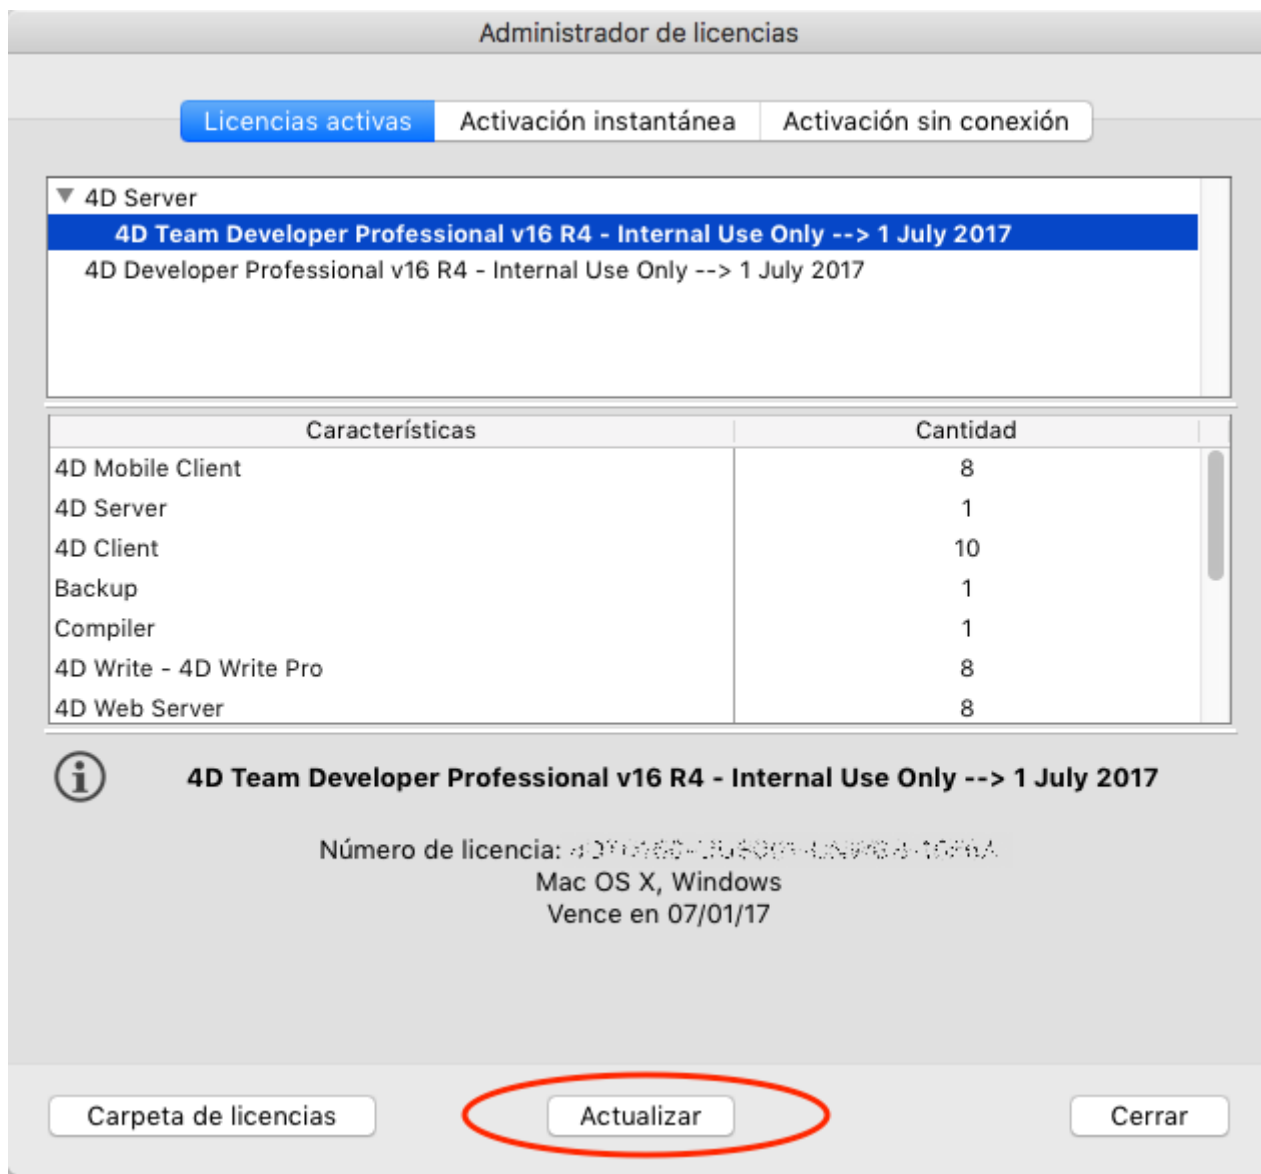 Administrador de licencias
Licencias activas Activación instantánea Activación sin conexión
4D Server
4D Team Developer Professional v16 R4 - Internal Use Only --> 1 July 2017
4D Developer Professional v16 R4 - Internal Use Only --> 1 July 2017
Características Cantidad
4D Mobile Client 8
4D Server 1
4D Client 10
Backup 1
Compiler 1
4D Write - 4D Write Pro 8
4D Web Server 8
4D Team Developer Professional v16 R4 - Internal Use Only --> 1 July 2017
Número de licencia:
Mac OS X, Windows
Vence en 07/01/17
Carpeta de licencias Actualizar Cerrar